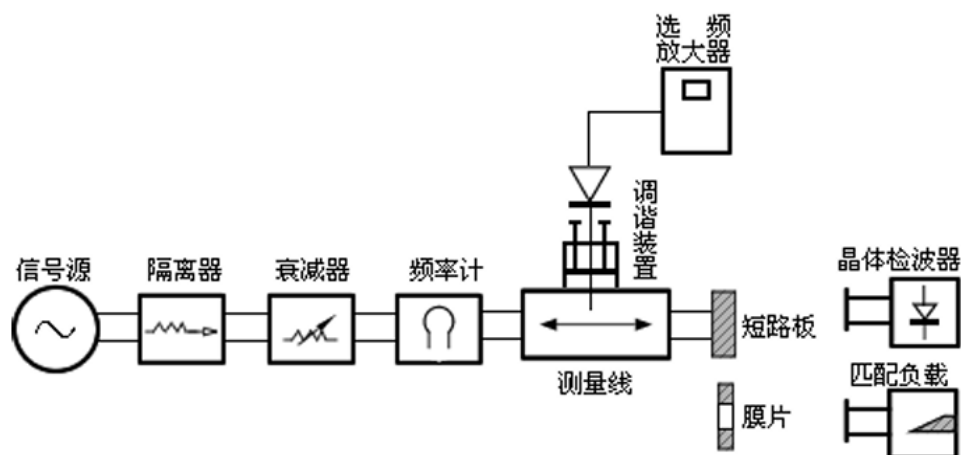 选 频
放大器
调谐装置
信号源
隔离器
衰减器
频率计
晶体检波器
短路板
测量线
匹配负载
膜片